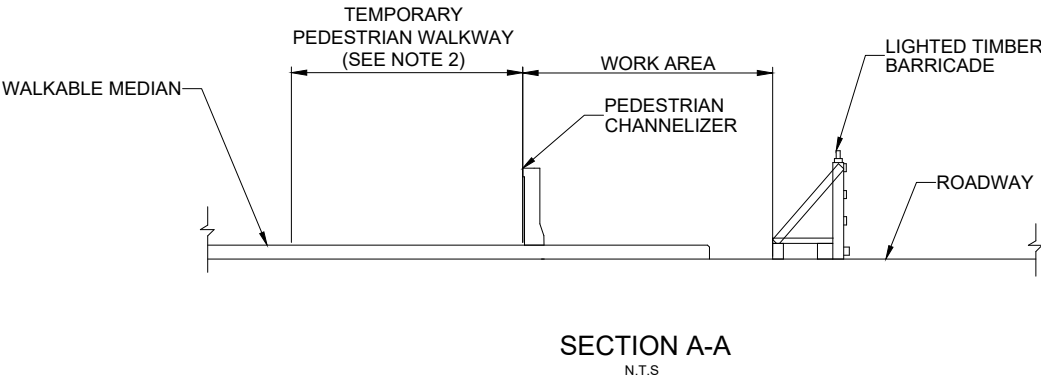 TEMPORARY
PEDESTRIAN WALKWAY
(SEE NOTE 2)
WORK AREA
LIGHTED TIMBER
BARRICADE
WALKABLE MEDIAN
PEDESTRIAN
CHANNELIZER
ROADWAY
SECTION A-A
N.T.S